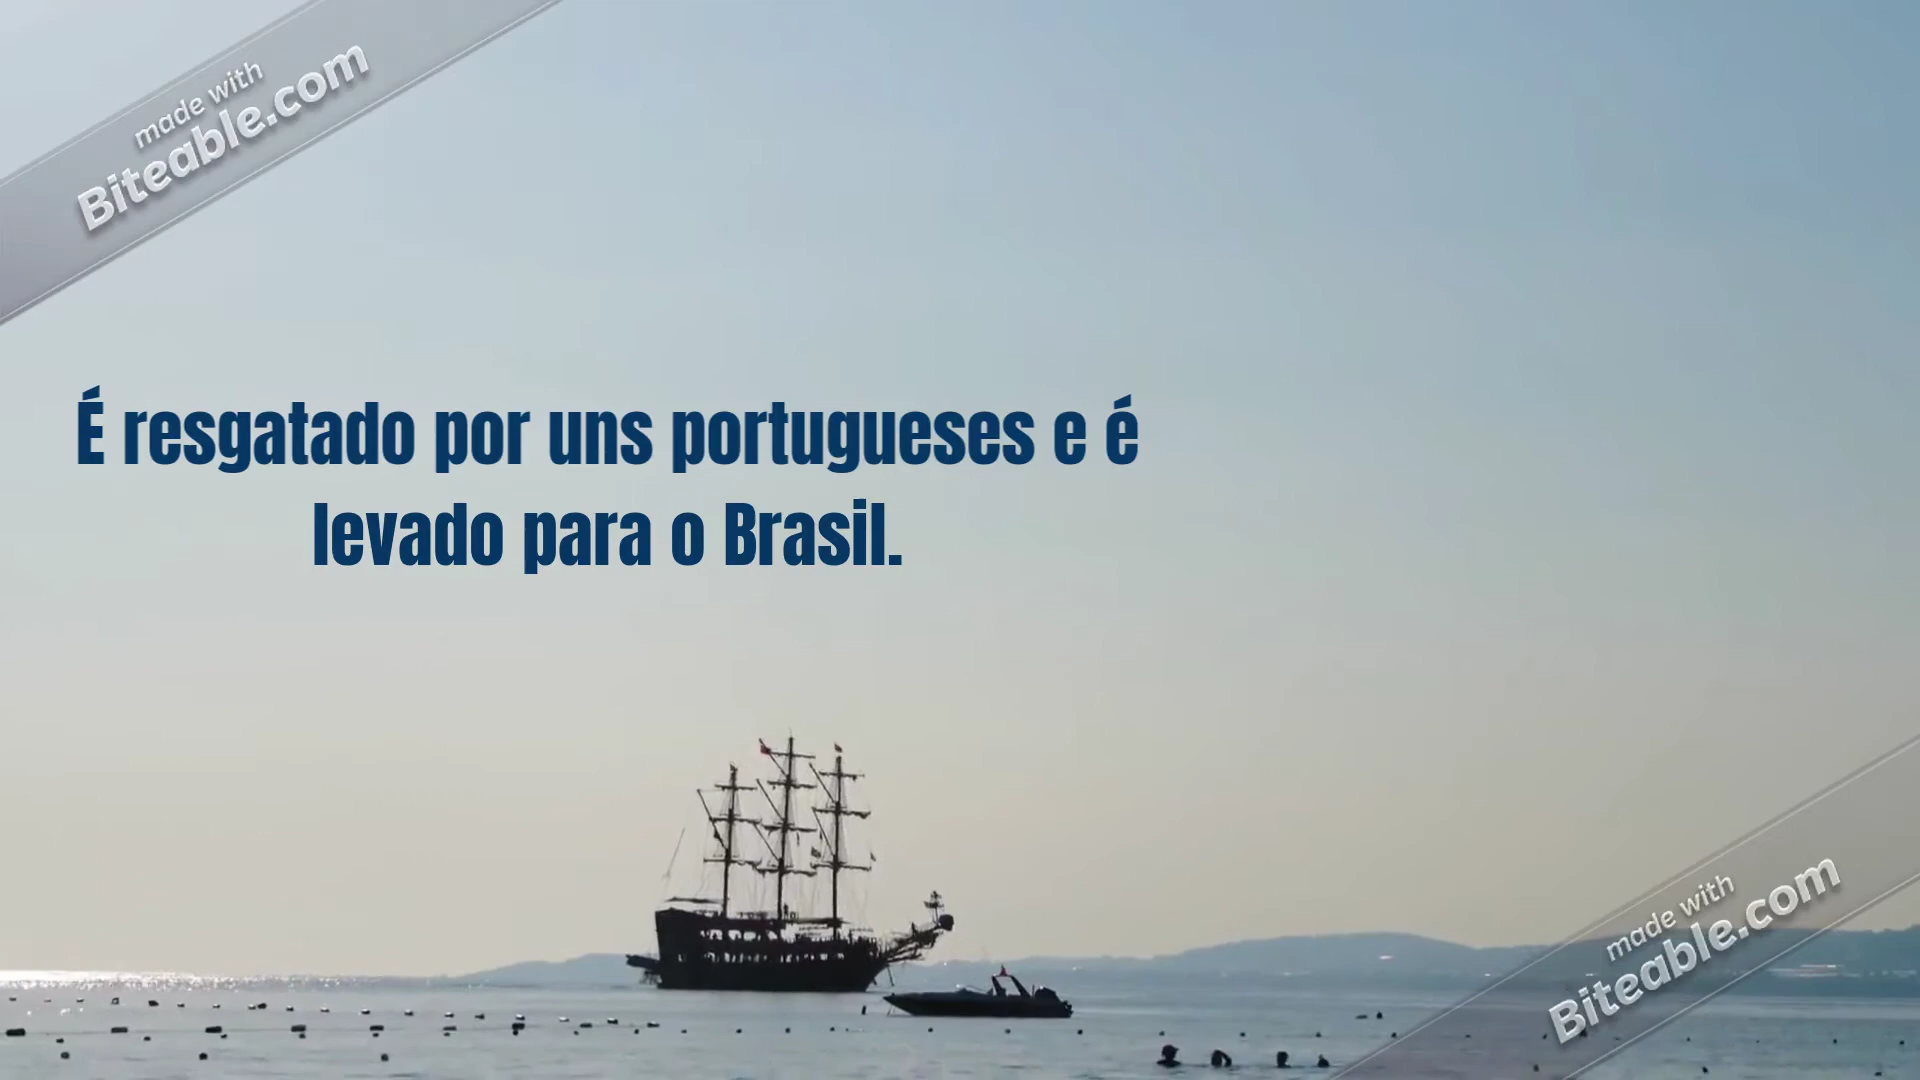 made with
Biteable.com
É resgatado por uns portugueses e é
levado para o Brasil.
made with
Biteable.com